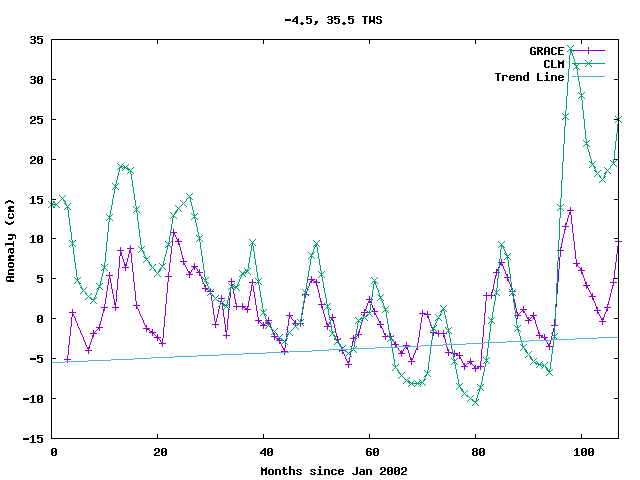 -4.5, 35.5 TWS
35
30
25
20
15
10
5
0
-5
-10
-15
Anomaly (cm)
GRACE
CLM
Trend Line
0 20 40 60 80 100
Months since Jan 2002